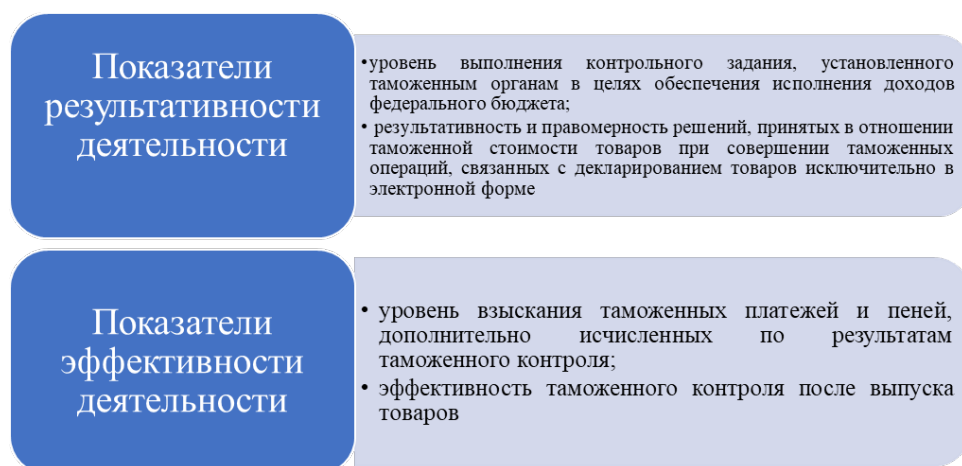 Показатели
результативности
деятельности
•уровень выполнения контрольного задания, установленного
таможенным органам в целях обеспечения исполнения доходов
федерального бюджета;
• результативность и правомерность решений, принятых в отношении
таможенной стоимости товаров при совершении таможенных
операций, связанных с декларированием товаров исключительно в
электронной форме
Показатели
эффективности
деятельности
• уровень взыскания таможенных платежей и пеней,
дополнительно исчисленных по результатам
таможенного контроля;
• эффективность таможенного контроля после выпуска
товаров